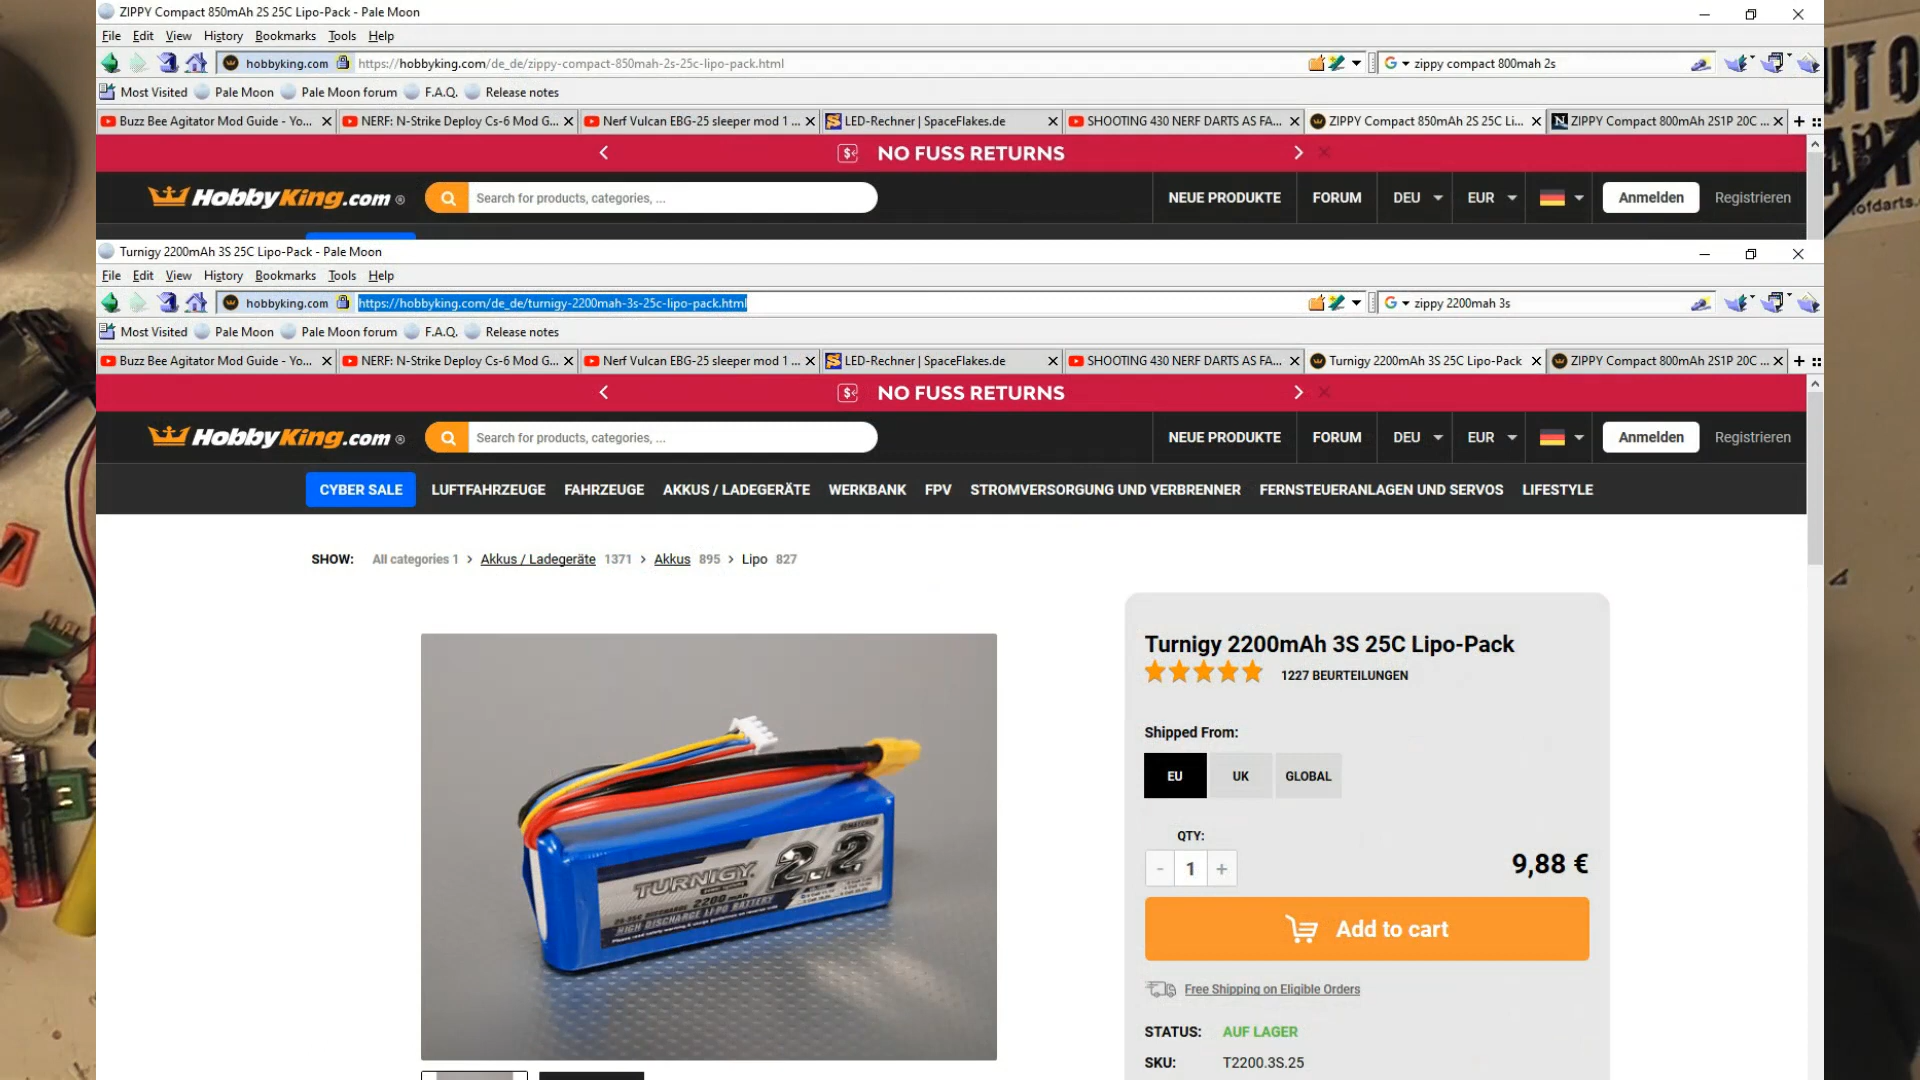 ZIPPY Compact 850mAh 2S 25C Lipo-Pack - Pale Moon
File Edit View History Bookmarks Tools Help
hobbyking.com https://hobbyking.com/de_de/zippy-compact-850mah-2s-25c-lipo-pack.html zippy compact 800mah 2s
Most Visited Pale Moon Pale Moon forum F.A.Q. Release notes
Buzz Bee Agitator Mod Guide - Yo... NERF: N-Strike Deploy Cs-6 Mod G... Nerf Vulcan EBG-25 sleeper mod 1 ... LED-Rechner | SpaceFlakes.de SHOOTING 430 NERF DARTS AS FA... ZIPPY Compact 850mAh 2S 25C Li... ZIPPY Compact 800mAh 2S1P 20C ...
NO FUSS RETURNS
HobbyKing.com ® Search for products, categories, ... NEUE PRODUKTE FORUM DEU EUR Anmelden Registrieren
Turnigy 2200mAh 3S 25C Lipo-Pack - Pale Moon
File Edit View History Bookmarks Tools Help
hobbyking.com https://hobbyking.com/de_de/turnigy-2200mah-3s-25c-lipo-pack.html zippy 2200mah 3s
Most Visited Pale Moon Pale Moon forum F.A.Q. Release notes
Buzz Bee Agitator Mod Guide - Yo... NERF: N-Strike Deploy Cs-6 Mod G... Nerf Vulcan EBG-25 sleeper mod 1 ... LED-Rechner | SpaceFlakes.de SHOOTING 430 NERF DARTS AS FA... Turnigy 2200mAh 3S 25C Lipo-Pack ZIPPY Compact 800mAh 2S1P 20C ...
NO FUSS RETURNS
HobbyKing.com ® Search for products, categories, ... NEUE PRODUKTE FORUM DEU EUR Anmelden Registrieren
CYBER SALE LUFTFAHRZEUGE FAHRZEUGE AKKUS / LADEGERÄTE WERKBANK FPV STROMVERSORGUNG UND VERBRENNER FERNSTEUERANLAGEN UND SERVOS LIFESTYLE
SHOW: All categories 1 > Akkus / Ladegeräte 1371 > Akkus 895 > Lipo 827
Turnigy 2200mAh 3S 25C Lipo-Pack
1227 BEURTEILUNGEN
Shipped From:
EU UK GLOBAL
QTY:
- 1 + 9,88 €
Add to cart
Free Shipping on Eligible Orders
STATUS: AUF LAGER
SKU: T2200.3S.25
TURNIGY 2.2
2200 mAh
HIGH DISCHARGE LI-PO BATTERY